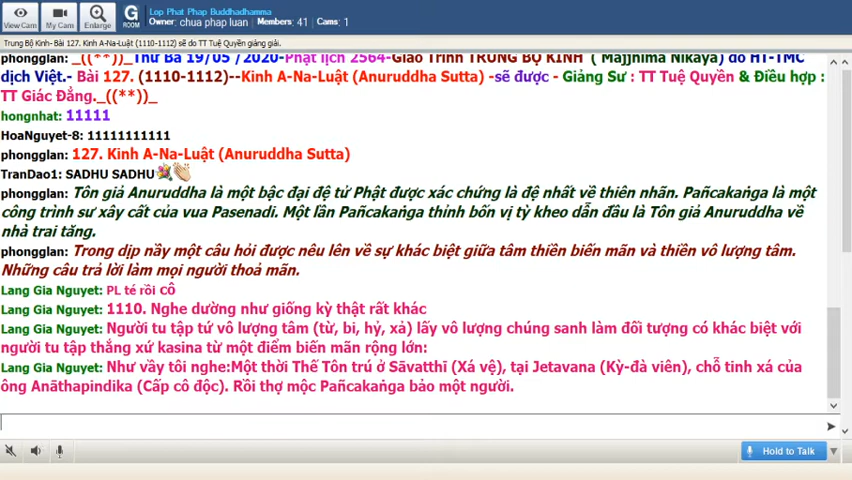 View Cam
My Cam
Enlarge
G
ROOM
Lop Phat Phap Buddhadhamma
Owner: chua phap luan Members: 41 Cams: 1
Trung Bộ Kinh- Bài 127. Kinh A-Na-Luật (1110-1112) sẽ do TT Tuệ Quyền giảng giải.
phongglan: _((**))_Thứ Ba 19/05 /2020-Phật lịch 2564-Giáo Trình TRUNG BỘ KINH ( Majjhima Nikaya) do HT-TMC
dịch Việt.- Bài 127. (1110-1112)--Kinh A-Na-Luật (Anuruddha Sutta) -sẽ được - Giảng Sư : TT Tuệ Quyền & Điều hợp :
TT Giác Đẳng._((**))_
hongnhat: 11111
HoaNguyet-8: 11111111111
phongglan: 127. Kinh A-Na-Luật (Anuruddha Sutta)
TranDao1: SADHU SADHU
phongglan: Tôn giả Anuruddha là một bậc đại đệ tử Phật được xác chứng là đệ nhất về thiên nhãn. Pañcakaṅga là một
công trình sư xây cất của vua Pasenadi. Một lần Pañcakaṅga thỉnh bốn vị tỳ kheo dẫn đầu là Tôn giả Anuruddha về
nhà trai tăng.
phongglan: Trong dịp nầy một câu hỏi được nêu lên về sự khác biệt giữa tâm thiền biến mãn và thiền vô lượng tâm.
Những câu trả lời làm mọi người thoả mãn.
Lang Gia Nguyet: PL té rồi cô
Lang Gia Nguyet: 1110. Nghe dường như giống kỳ thật rất khác
Lang Gia Nguyet: Người tu tập tứ vô lượng tâm (từ, bi, hỷ, xả) lấy vô lượng chúng sanh làm đối tượng có khác biệt với
người tu tập thắng xứ kasina từ một điểm biến mãn rộng lớn:
Lang Gia Nguyet: Như vầy tôi nghe:Một thời Thế Tôn trú ở Sāvatthī (Xá vệ), tại Jetavana (Kỳ-đà viên), chỗ tinh xá của
ông Anāthapindika (Cấp cô độc). Rồi thợ mộc Pañcakaṅga bảo một người.
Hold to Talk